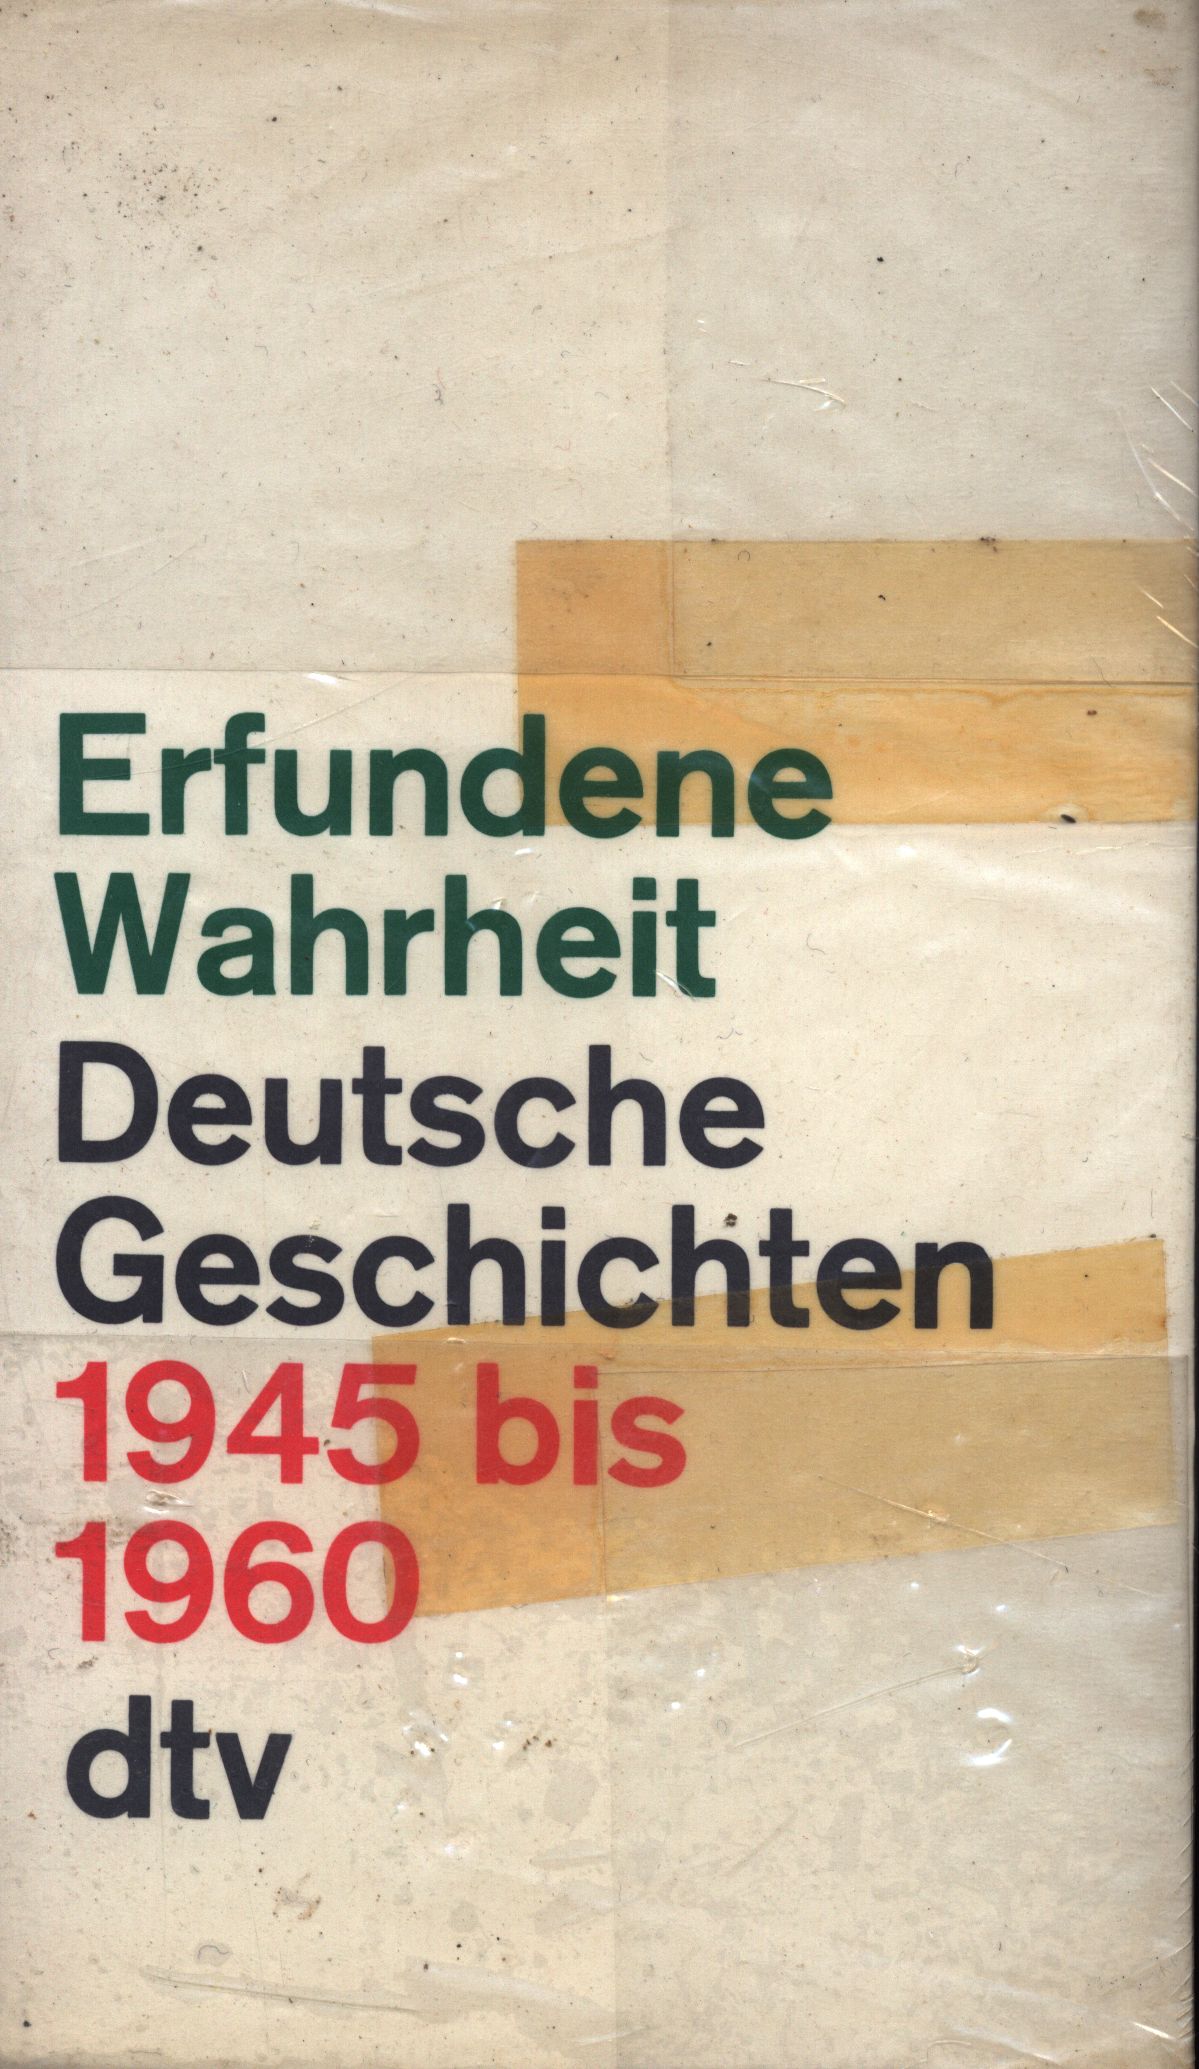 Erfundene
Wahrheit
Deutsche
Geschichten
1945 bis
1960
dtv